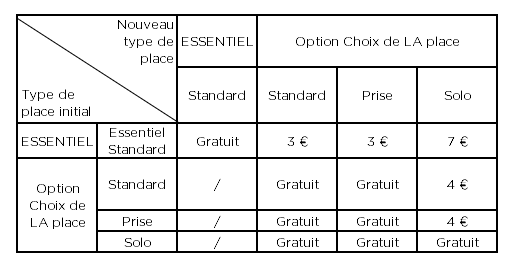 Nouveau
type de
place
ESSENTIEL
Option Choix de LA place
Type de
place initial
Standard
Standard
Prise
Solo
ESSENTIEL
Essentiel
Standard
Gratuit
3 €
3 €
7 €
Option
Choix de
LA place
Standard
/
Gratuit
Gratuit
4 €
Prise
/
Gratuit
Gratuit
4 €
Solo
/
Gratuit
Gratuit
Gratuit